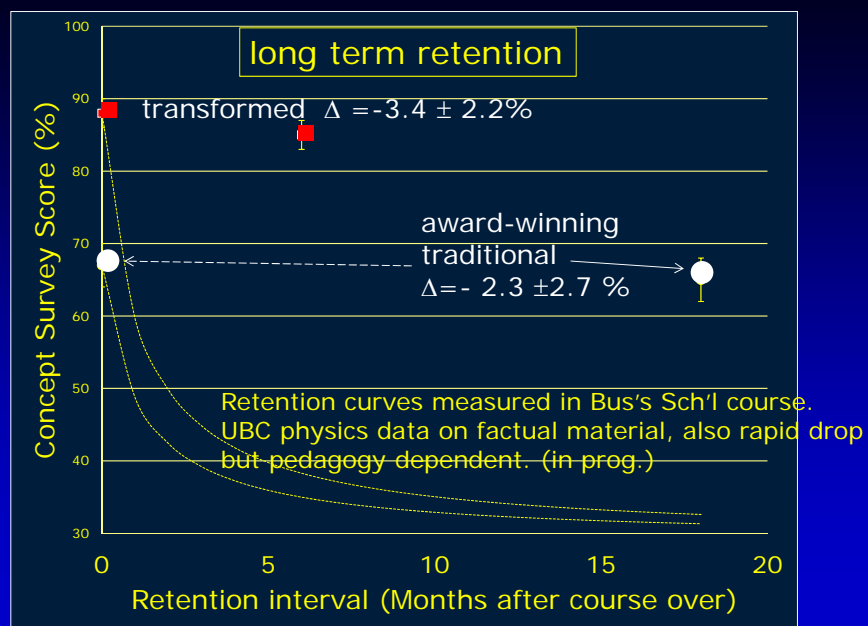 long term retention
100
90
80
70
60
50
40
30
0
5
10
15
20
Concept Survey Score (%)
transformed Δ =-3.4 ± 2.2%
award-winning
traditional
Δ=- 2.3 ±2.7 %
Retention curves measured in Bus's Sch'l course.
UBC physics data on factual material, also rapid drop
but pedagogy dependent. (in prog.)
Retention interval (Months after course over)